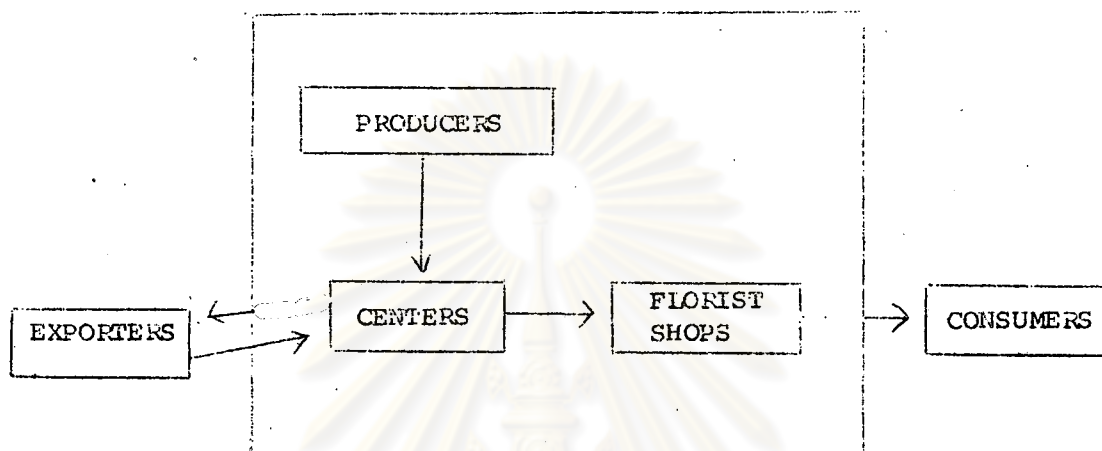 PRODUCERS
EXPORTERS
CENTERS
FLORIST
SHOPS
CONSUMERS